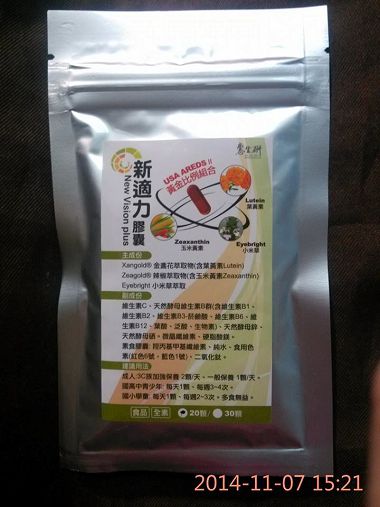 新適力膠囊
New Vision plus
USA AREDS II
黃金比例組合
Lutein
葉黃素
Zeaxanthin
玉米黃素
Eyebright
小米草
主成份
Xangold® 金盞花萃取物(含葉黃素Lutein)
Zeagold® 辣椒萃取物(含玉米黃素Zeaxanthin)
Eyebright 小米草萃取
副成份
維生素C、天然酵母維生素B群(含維生素B1、
維生素B2、維生素B3-菸鹼酸、維生素B6、維
生素B12、葉酸、泛酸、生物素)、天然酵母鋅、
天然酵母硒。微晶纖維素、硬脂酸鎂。
素食膠囊: 羥丙基甲基纖維素、純水、食用色
素(紅色6號、藍色1號)、二氧化鈦。
建議用法
成人:3C族加強保養 2顆/天。一般保養 1顆/天。
國高中青少年: 每天1顆、每週3~4次。
國小學童: 每天1顆、每週2~3次。多食無益。
食品 全素 20顆/ 30顆
2014-11-07 15:21